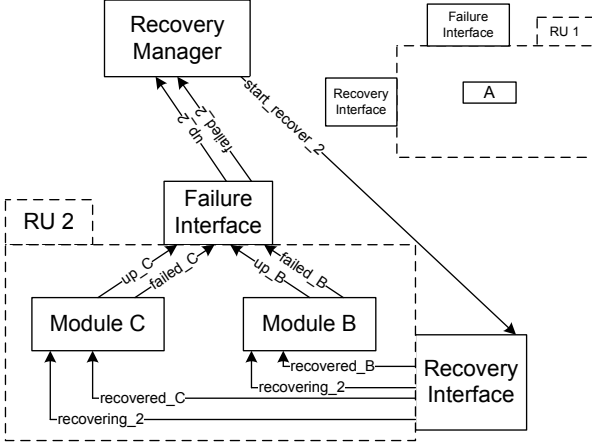 Recovery
Manager
Failure
Interface
RU 1
Recovery
Interface
A
start_recover_2
up_2
failed_2
Failure
Interface
RU 2
up_C
failed_C
up_B
failed_B
Module C
Module B
Recovery
Interface
recovered_B
recovering_2
recovered_C
recovering_2